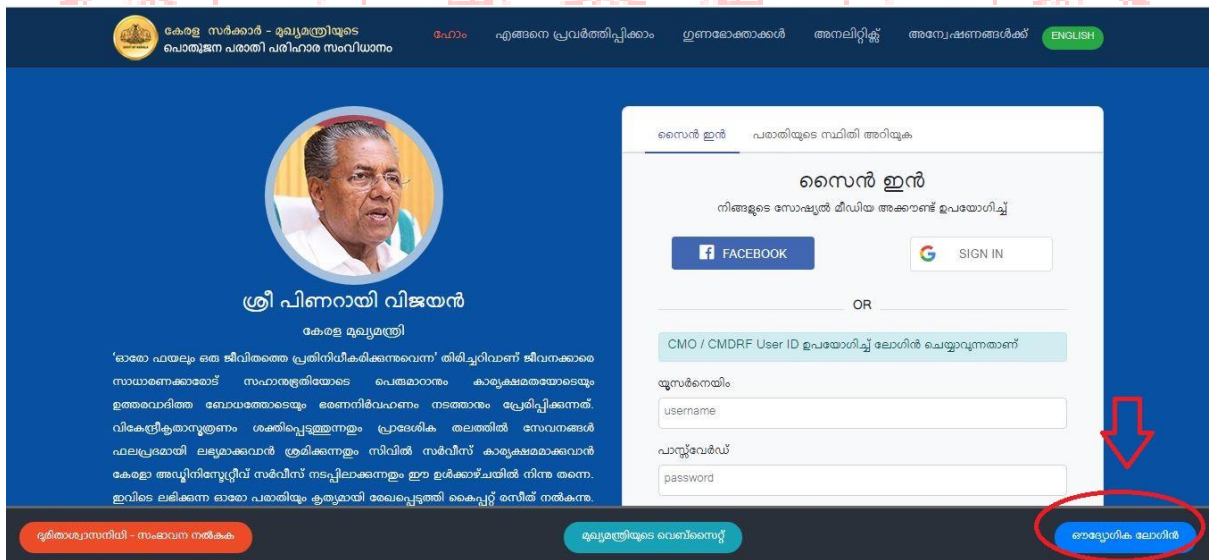 കേരള സർക്കാർ - മുഖ്യമന്ത്രിയുടെ
പൊതുജന പരാതി പരിഹാര സംവിധാനം
ഹോം എങ്ങനെ പ്രവർത്തിപ്പിക്കാം ഗുണഭോക്താക്കൾ അനലിറ്റിക്സ് അന്വേഷണങ്ങൾക്ക് ENGLISH
സൈൻ ഇൻ പരാതിയുടെ സ്ഥിതി അറിയുക
സൈൻ ഇൻ
നിങ്ങളുടെ സോഷ്യൽ മീഡിയ അക്കൗണ്ട് ഉപയോഗിച്ച്
FACEBOOK SIGN IN
OR
CMO / CMDRF User ID ഉപയോഗിച്ച് ലോഗിൻ ചെയ്യാവുന്നതാണ്
യൂസർനെയിം
username
പാസ്സ്‌വേർഡ്
password
ശ്രീ പിണറായി വിജയൻ
കേരള മുഖ്യമന്ത്രി
'ഓരോ ഫയലും ഒരു ജീവിതത്തെ പ്രതിനിധീകരിക്കുന്നുവെന്ന' തിരിച്ചറിവാണ് ജീവനക്കാരെ
സാധാരണക്കാരോട് സഹാനുഭൂതിയോടെ പെരുമാറാനും കാര്യക്ഷമതയോടെയും
ഉത്തരവാദിത്ത ബോധത്തോടെയും ഭരണനിർവഹണം നടത്താനും പ്രേരിപ്പിക്കുന്നത്.
വികേന്ദ്രീകൃതാസൂത്രണം ശക്തിപ്പെടുത്തുന്നതും പ്രാദേശിക തലത്തിൽ സേവനങ്ങൾ
ഫലപ്രദമായി ലഭ്യമാക്കുവാൻ ശ്രമിക്കുന്നതും സിവിൽ സർവീസ് കാര്യക്ഷമമാക്കുവാൻ
കേരളാ അഡ്മിനിസ്ട്രേറ്റീവ് സർവീസ് നടപ്പിലാക്കുന്നതും ഈ ഉൾക്കാഴ്ചയിൽ നിന്നു തന്നെ.
ഇവിടെ ലഭിക്കുന്ന ഓരോ പരാതിയും കൃത്യമായി രേഖപ്പെടുത്തി കൈപ്പറ്റ് രസീത് നൽകുന്നു.
ദുരിതാശ്വാസനിധി - സംഭാവന നൽകുക മുഖ്യമന്ത്രിയുടെ വെബ്സൈറ്റ് ഔദ്യോഗിക ലോഗിൻ